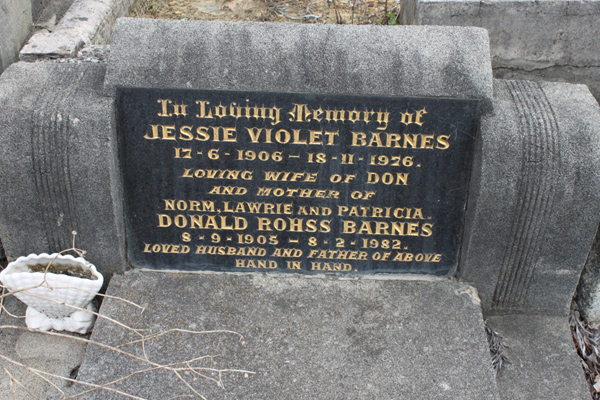 In Loving Memory of
JESSIE VIOLET BARNES
17-6-1906 - 18-11-1976.
LOVING WIFE OF DON
AND MOTHER OF
NORM, LAWRIE AND PATRICIA.
DONALD ROHSS BARNES
8-9-1905 - 8-2-1982.
LOVED HUSBAND AND FATHER OF ABOVE
HAND IN HAND.